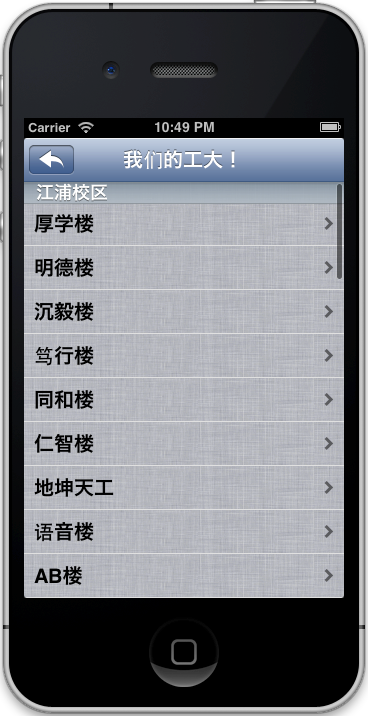 Carrier 10:49 PM
我们的工大！
江浦校区
厚学楼
明德楼
沉毅楼
笃行楼
同和楼
仁智楼
地坤天工
语音楼
AB楼